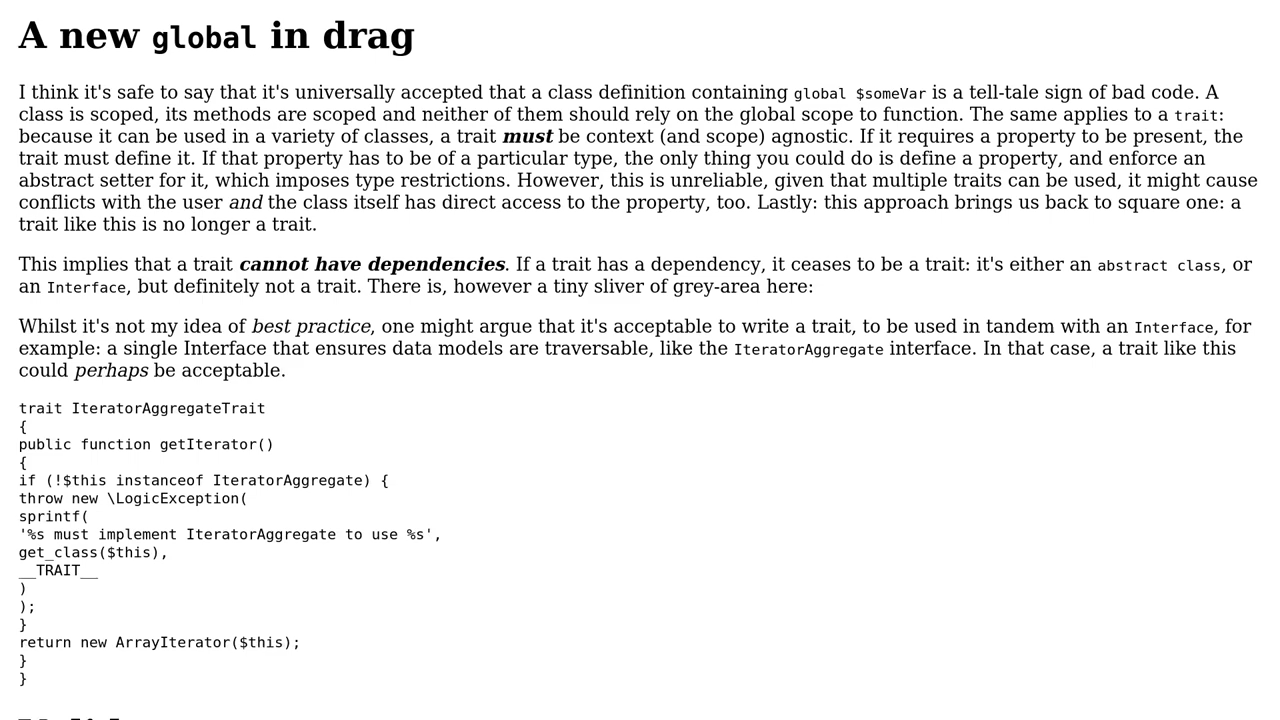 A new global in drag
I think it's safe to say that it's universally accepted that a class definition containing global $someVar is a tell-tale sign of bad code. A
class is scoped, its methods are scoped and neither of them should rely on the global scope to function. The same applies to a trait:
because it can be used in a variety of classes, a trait must be context (and scope) agnostic. If it requires a property to be present, the
trait must define it. If that property has to be of a particular type, the only thing you could do is define a property, and enforce an
abstract setter for it, which imposes type restrictions. However, this is unreliable, given that multiple traits can be used, it might cause
conflicts with the user and the class itself has direct access to the property, too. Lastly: this approach brings us back to square one: a
trait like this is no longer a trait.
This implies that a trait cannot have dependencies. If a trait has a dependency, it ceases to be a trait: it's either an abstract class, or
an Interface, but definitely not a trait. There is, however a tiny sliver of grey-area here:
Whilst it's not my idea of best practice, one might argue that it's acceptable to write a trait, to be used in tandem with an Interface, for
example: a single Interface that ensures data models are traversable, like the IteratorAggregate interface. In that case, a trait like this
could perhaps be acceptable.
trait IteratorAggregateTrait
{
public function getIterator()
{
if (!$this instanceof IteratorAggregate) {
throw new \LogicException(
sprintf(
'%s must implement IteratorAggregate to use %s',
get_class($this),
__TRAIT__
)
);
}
return new ArrayIterator($this);
}
}